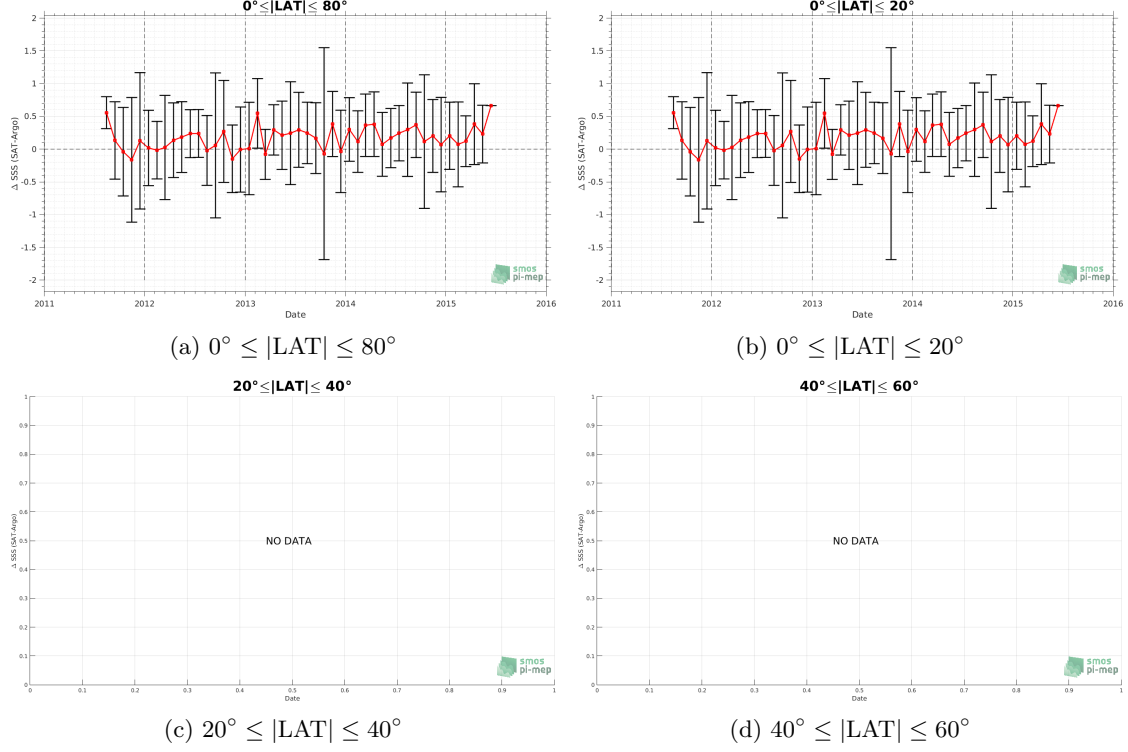 0°≤|LAT|≤ 80°
2
1.5
1
0.5
0
-0.5
-1
-1.5
-2
Δ SSS (SAT-Argo)
2011
2012
2013
2014
2015
2016
Date
smos
pi-mep
(a) 0° ≤ |LAT| ≤ 80°
0°≤|LAT|≤ 20°
2
1.5
1
0.5
0
-0.5
-1
-1.5
-2
Δ SSS (SAT-Argo)
2011
2012
2013
2014
2015
2016
Date
smos
pi-mep
(b) 0° ≤ |LAT| ≤ 20°
20°≤|LAT|≤ 40°
1
0.9
0.8
0.7
0.6
0.5
0.4
0.3
0.2
0.1
0
Δ SSS (SAT-Argo)
NO DATA
0
0.1
0.2
0.3
0.4
0.5
0.6
0.7
0.8
0.9
1
Date
smos
pi-mep
(c) 20° ≤ |LAT| ≤ 40°
40°≤|LAT|≤ 60°
1
0.9
0.8
0.7
0.6
0.5
0.4
0.3
0.2
0.1
0
Δ SSS (SAT-Argo)
NO DATA
0
0.1
0.2
0.3
0.4
0.5
0.6
0.7
0.8
0.9
1
Date
smos
pi-mep
(d) 40° ≤ |LAT| ≤ 60°